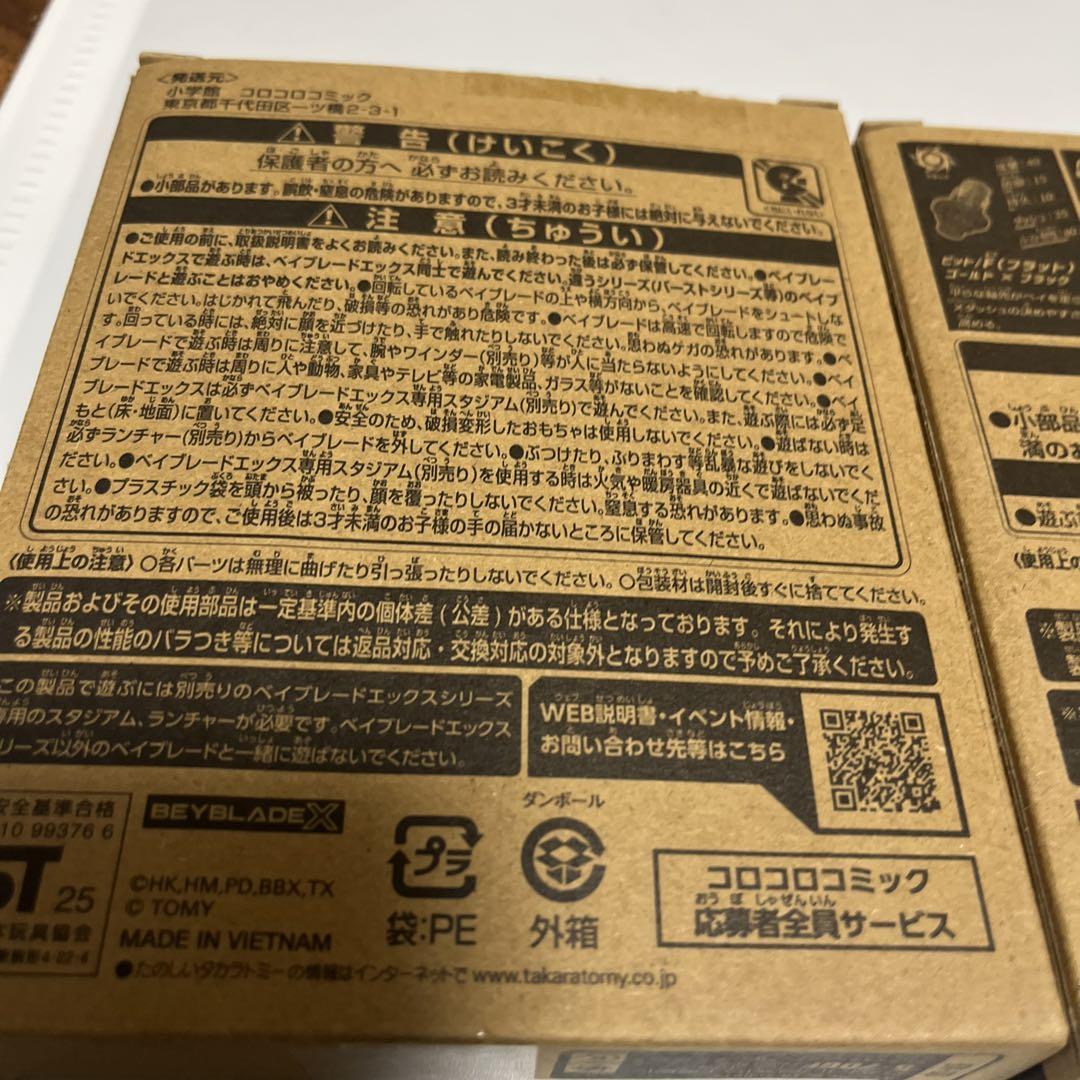 〈発送元〉
小学館 コロコロコミック
東京都千代田区一ツ橋2-3-1
警告(けいこく)
保護者の方へ 必ずお読みください。
●小部品があります。誤飲・窒息の危険がありますので、3才未満のお子様には絶対に与えないでください。
注意(ちゅうい)
●ご使用の前に、取扱説明書をよくお読みください。また、読み終わった後は必ず保管してください。●ベイブレー
ドエックスで遊ぶ時は、ベイブレードエックス同士で遊んでください。違うシリーズ(バーストシリーズ等)のベイブ
レードと遊ぶことはおやめください。●回転しているベイブレードの上や横方向から、ベイブレードをシュートしな
いでください。はじかれて飛んだり、破損等の恐れがあり危険です。●ベイブレードは高速で回転しますので危険で
す。回っている時には、絶対に顔を近づけたり、手で触れたりしないでください。思わぬケガの恐れがあります。●ベ
イブレードで遊ぶ時は周りに注意して、腕やワインダー(別売り)等が人に当たらないようにしてください。●ベイ
ブレードで遊ぶ時は周りに人や動物、家具やテレビ等の家電製品、ガラス等がないことを確認してください。●ベイ
ブレードエックスは必ずベイブレードエックス専用スタジアム(別売り)で遊んでください。また、遊ぶ際には必ず足
もと(床・地面)に置いてください。●安全のため、破損変形したおもちゃは使用しないでください。●遊ばない時は
必ずランチャー(別売り)からベイブレードを外してください。●ぶつけたり、ふりまわす等乱暴な遊びをしないでく
ださい。●ベイブレードエックス専用スタジアム(別売り)を使用する時は火気や暖房器具の近くで遊ばないでくだ
さい。●プラスチック袋を頭から被ったり、顔を覆ったりしないでください。窒息する恐れがあります。●思わぬ事故
の恐れがありますので、ご使用後は3才未満のお子様の手の届かないところに保管してください。
〈使用上の注意〉○各パーツは無理に曲げたり引っ張ったりしないでください。○包装材は開封後すぐに捨ててください。
※製品およびその使用部品は一定基準内の個体差(公差)がある仕様となっております。それにより発生す
る製品の性能のバラつき等については返品対応・交換対応の対象外となりますので予めご了承ください。
この製品で遊ぶには別売りのベイブレードエックスシリーズ
専用のスタジアム、ランチャーが必要です。ベイブレードエックス
シリーズ以外のベイブレードと一緒に遊ばないでください。
WEB説明書・イベント情報・
お問い合わせ先等はこちら
安全基準合格
10 99376 6
ST 25
BEYBLADE X
©HK,HM,PD,BBX,TX
© TOMY
MADE IN VIETNAM
プラ
袋:PE
ダンボール
外箱
コロコロコミック
応募者全員サービス
●たのしいタカラトミーの情報はインターネットで www.takaratomy.co.jp
ビット/F(フラット)
ゴールド×ブラック
●小部品
満のお
●遊ぶ
〈使用上の
※製品